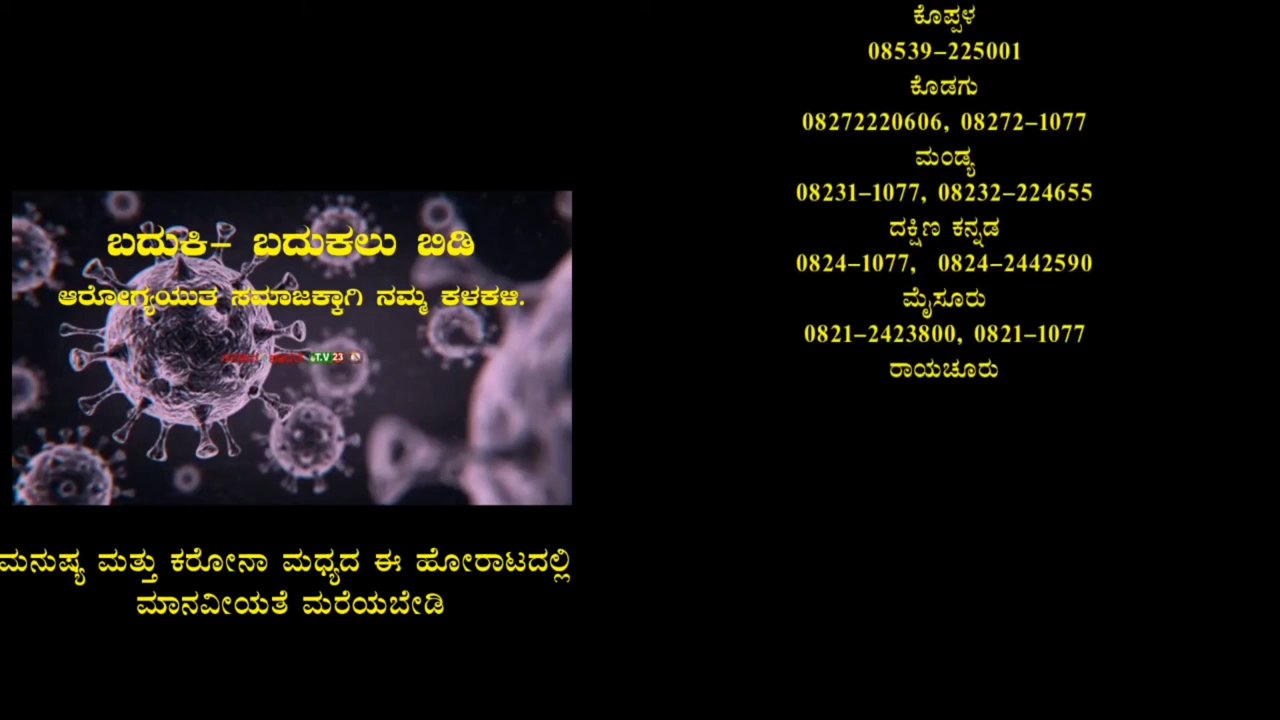 ಬದುಕಿ– ಬದುಕಲು ಬಿಡಿ
ಆರೋಗ್ಯಯುತ ಸಮಾಜಕ್ಕಾಗಿ ನಮ್ಮ ಕಳಕಳಿ.
T.V 23
ಮನುಷ್ಯ ಮತ್ತು ಕರೋನಾ ಮಧ್ಯದ ಈ ಹೋರಾಟದಲ್ಲಿ
ಮಾನವೀಯತೆ ಮರೆಯಬೇಡಿ
ಕೊಪ್ಪಳ
08539–225001
ಕೊಡಗು
08272220606, 08272–1077
ಮಂಡ್ಯ
08231–1077, 08232–224655
ದಕ್ಷಿಣ ಕನ್ನಡ
0824–1077, 0824–2442590
ಮೈಸೂರು
0821–2423800, 0821–1077
ರಾಯಚೂರು